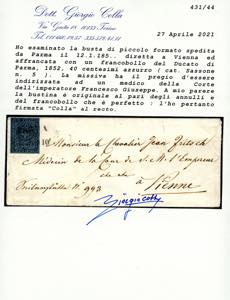 Dott. Giorgio Colla
431/44
27 Aprile 2021
Ho esaminato la busta di piccolo formato spedita
da Parma il 12.1.185. diretta a Vienna ed
affrancata con un francobollo del Ducato di
Parma, 1852, 40 centesimi azzurro ( cat. Sassone
n. 5 ). La missiva ha il pregio d'essere
indirizzata ad un medico della Corte
dell'imperatore Francesco Giuseppe. A mio parere
la bustina è originale al pari degli annulli e
del francobollo che è perfetto : l'ho pertanto
firmata "Colla" al recto.
Monsieur le Chevalier Jean
Médecin de la Cour de S. M. l'Empereur
Vienne
№ 993
Giorgio Colla